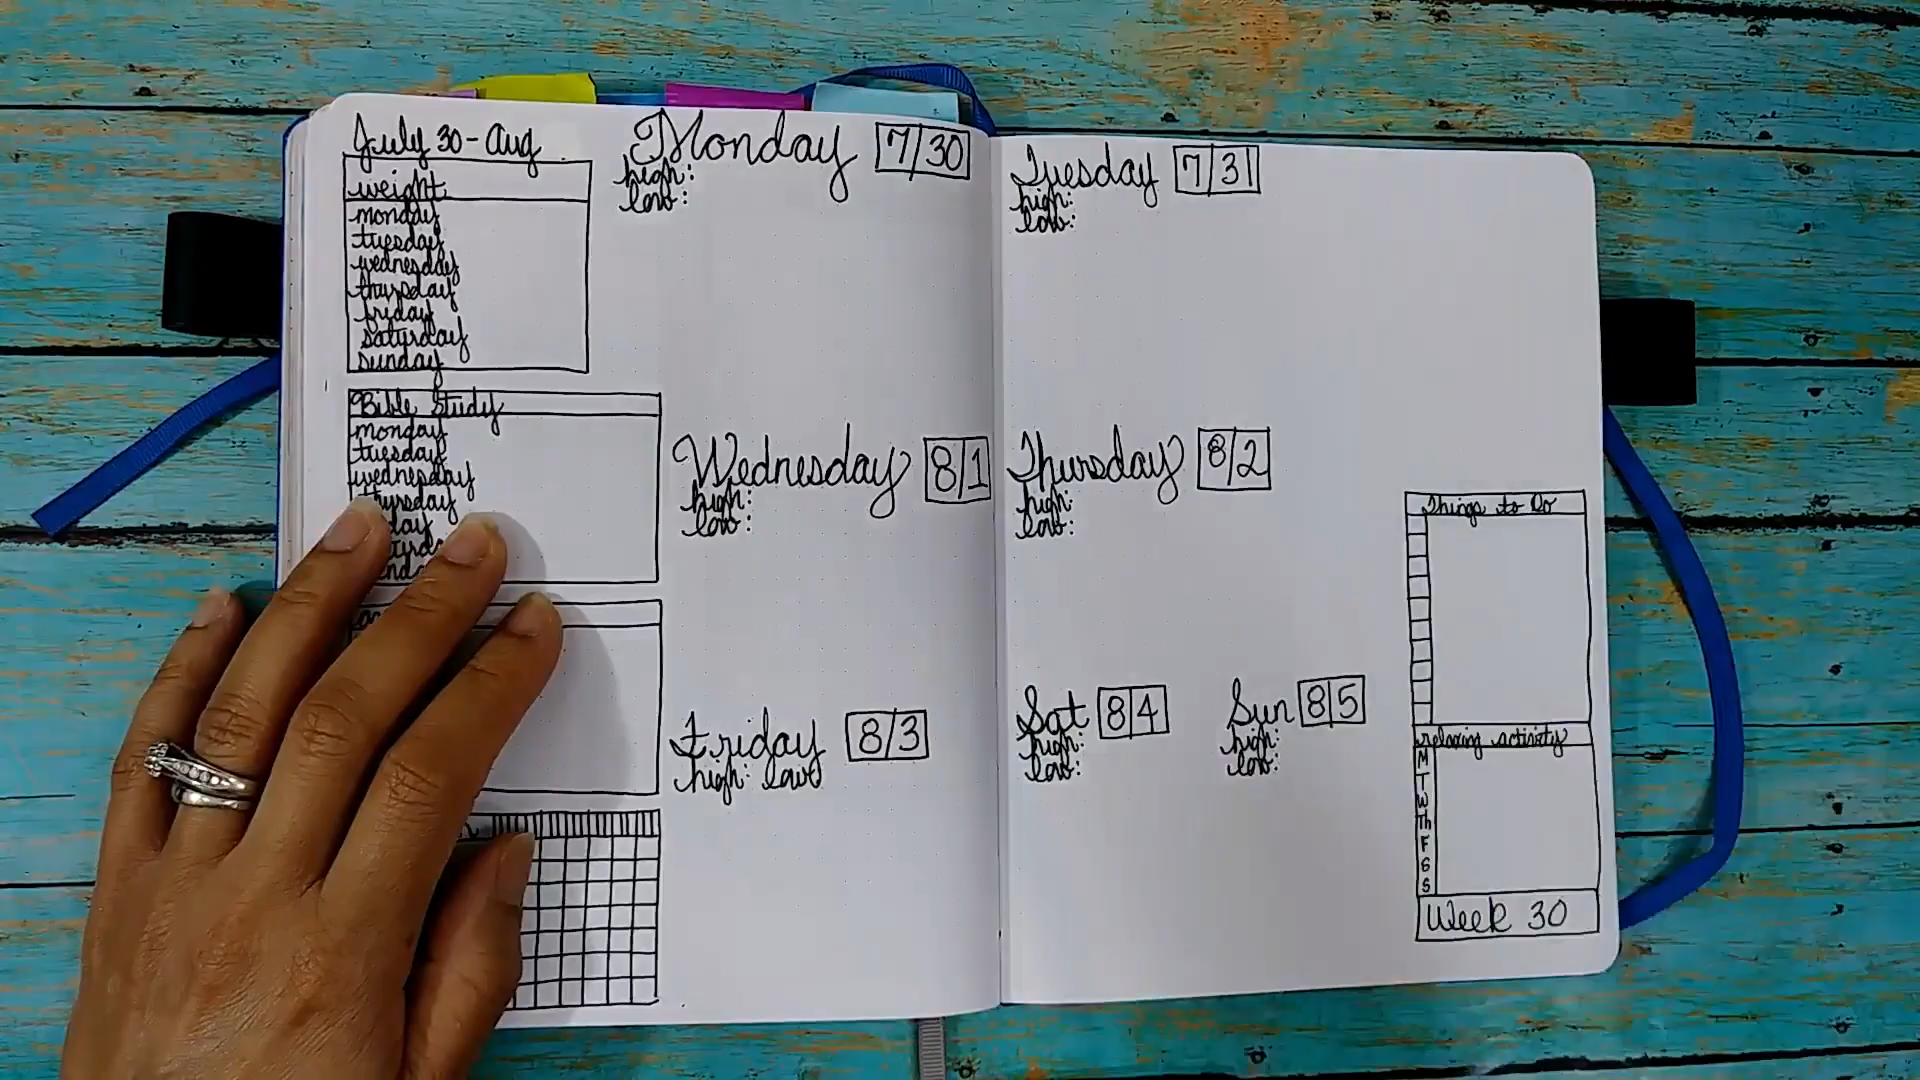 July 30 - Aug
weight
monday
tuesday
wednesday
thursday
friday
saturday
sunday
Bible Study
monday
tuesday
wednesday
thursday
Monday 7/30
high:
low:
Wednesday 8/1
high:
low:
Friday 8/3
high: low:
Tuesday 7/31
high:
low:
Thursday 8/2
high:
low:
Sat 8/4
high:
low:
Sun 8/5
high:
low:
Things to Do
relaxing activity
M
T
W
Th
F
S
S
Week 30